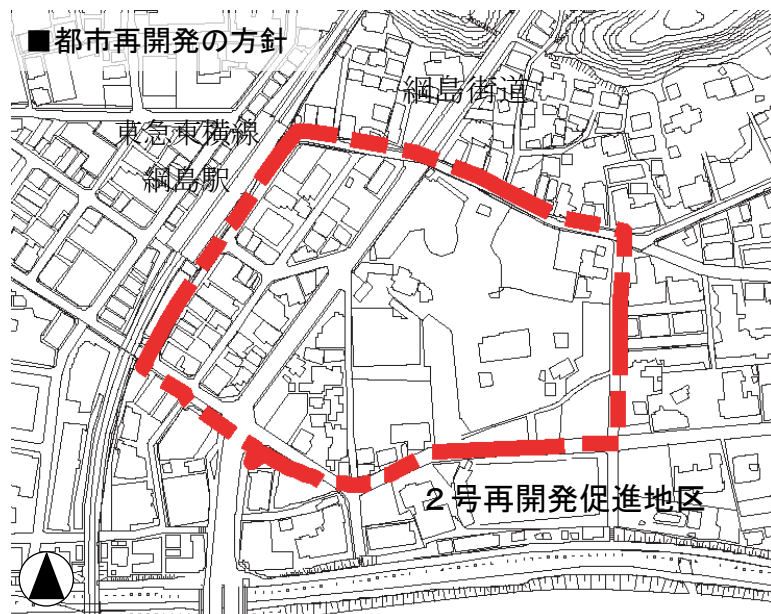 ■都市再開発の方針
綱島街道
東急東横線
綱島駅
２号再開発促進地区